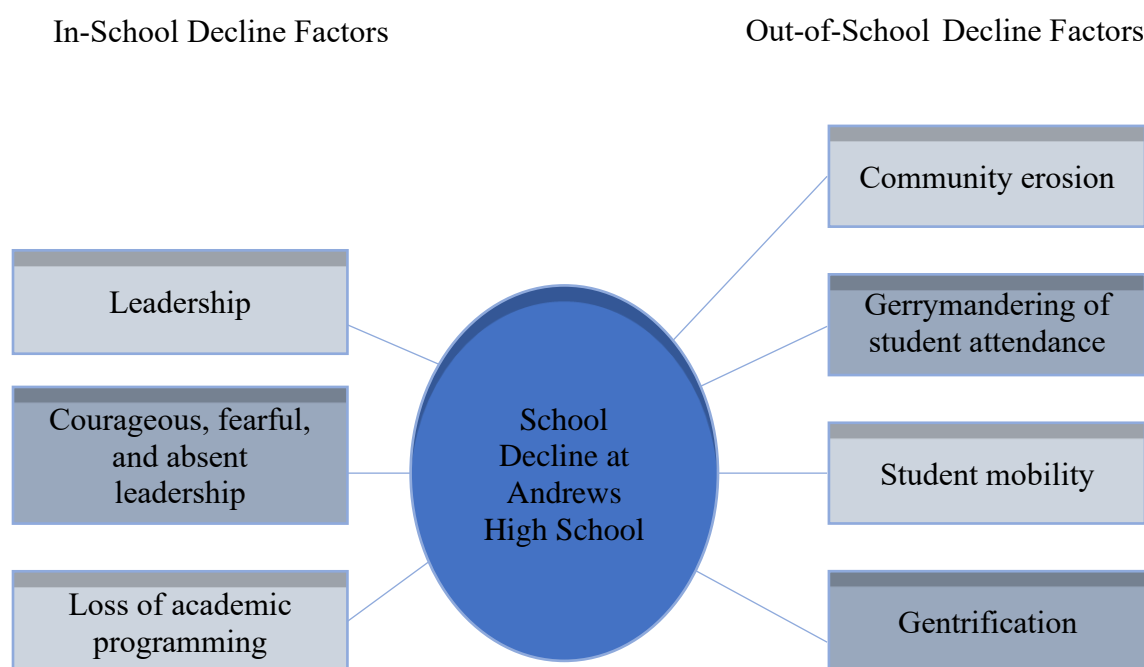 In-School Decline Factors
Out-of-School Decline Factors
Leadership
Courageous, fearful,
and absent
leadership
Loss of academic
programming
School
Decline at
Andrews
High School
Community erosion
Gerrymandering of
student attendance
Student mobility
Gentrification